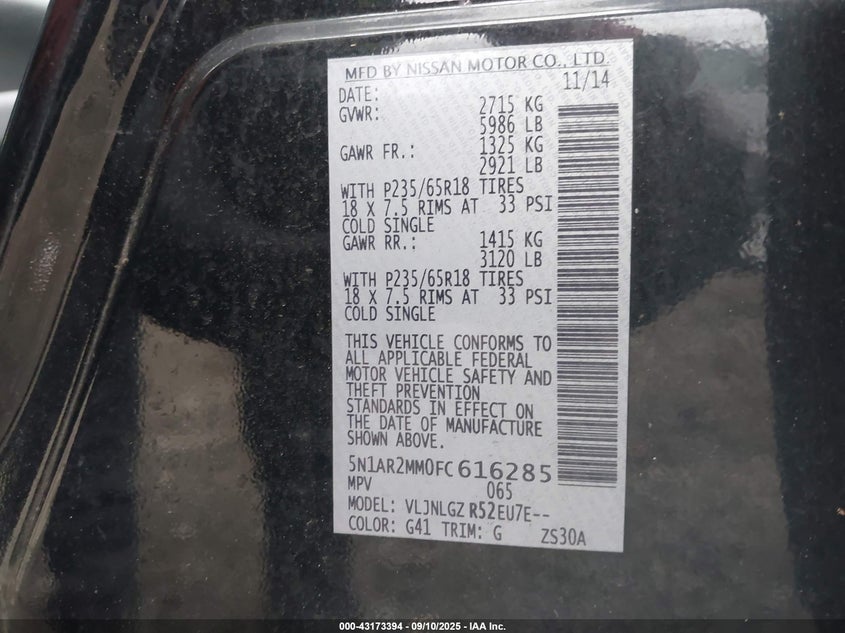 MFD BY NISSAN MOTOR CO., LTD.
DATE: 11/14
GVWR: 2715 KG
5986 LB
GAWR FR.: 1325 KG
2921 LB
WITH P235/65R18 TIRES
18 X 7.5 RIMS AT 33 PSI
COLD SINGLE
GAWR RR.: 1415 KG
3120 LB
WITH P235/65R18 TIRES
18 X 7.5 RIMS AT 33 PSI
COLD SINGLE
THIS VEHICLE CONFORMS TO
ALL APPLICABLE FEDERAL
MOTOR VEHICLE SAFETY AND
THEFT PREVENTION
STANDARDS IN EFFECT ON
THE DATE OF MANUFACTURE
SHOWN ABOVE.
5N1AR2MM0FC616285
MPV 065
MODEL: VLJNLGZ R52EU7E--
COLOR: G41 TRIM: G ZS30A
000-43173394 - 09/10/2025 - IAA Inc.